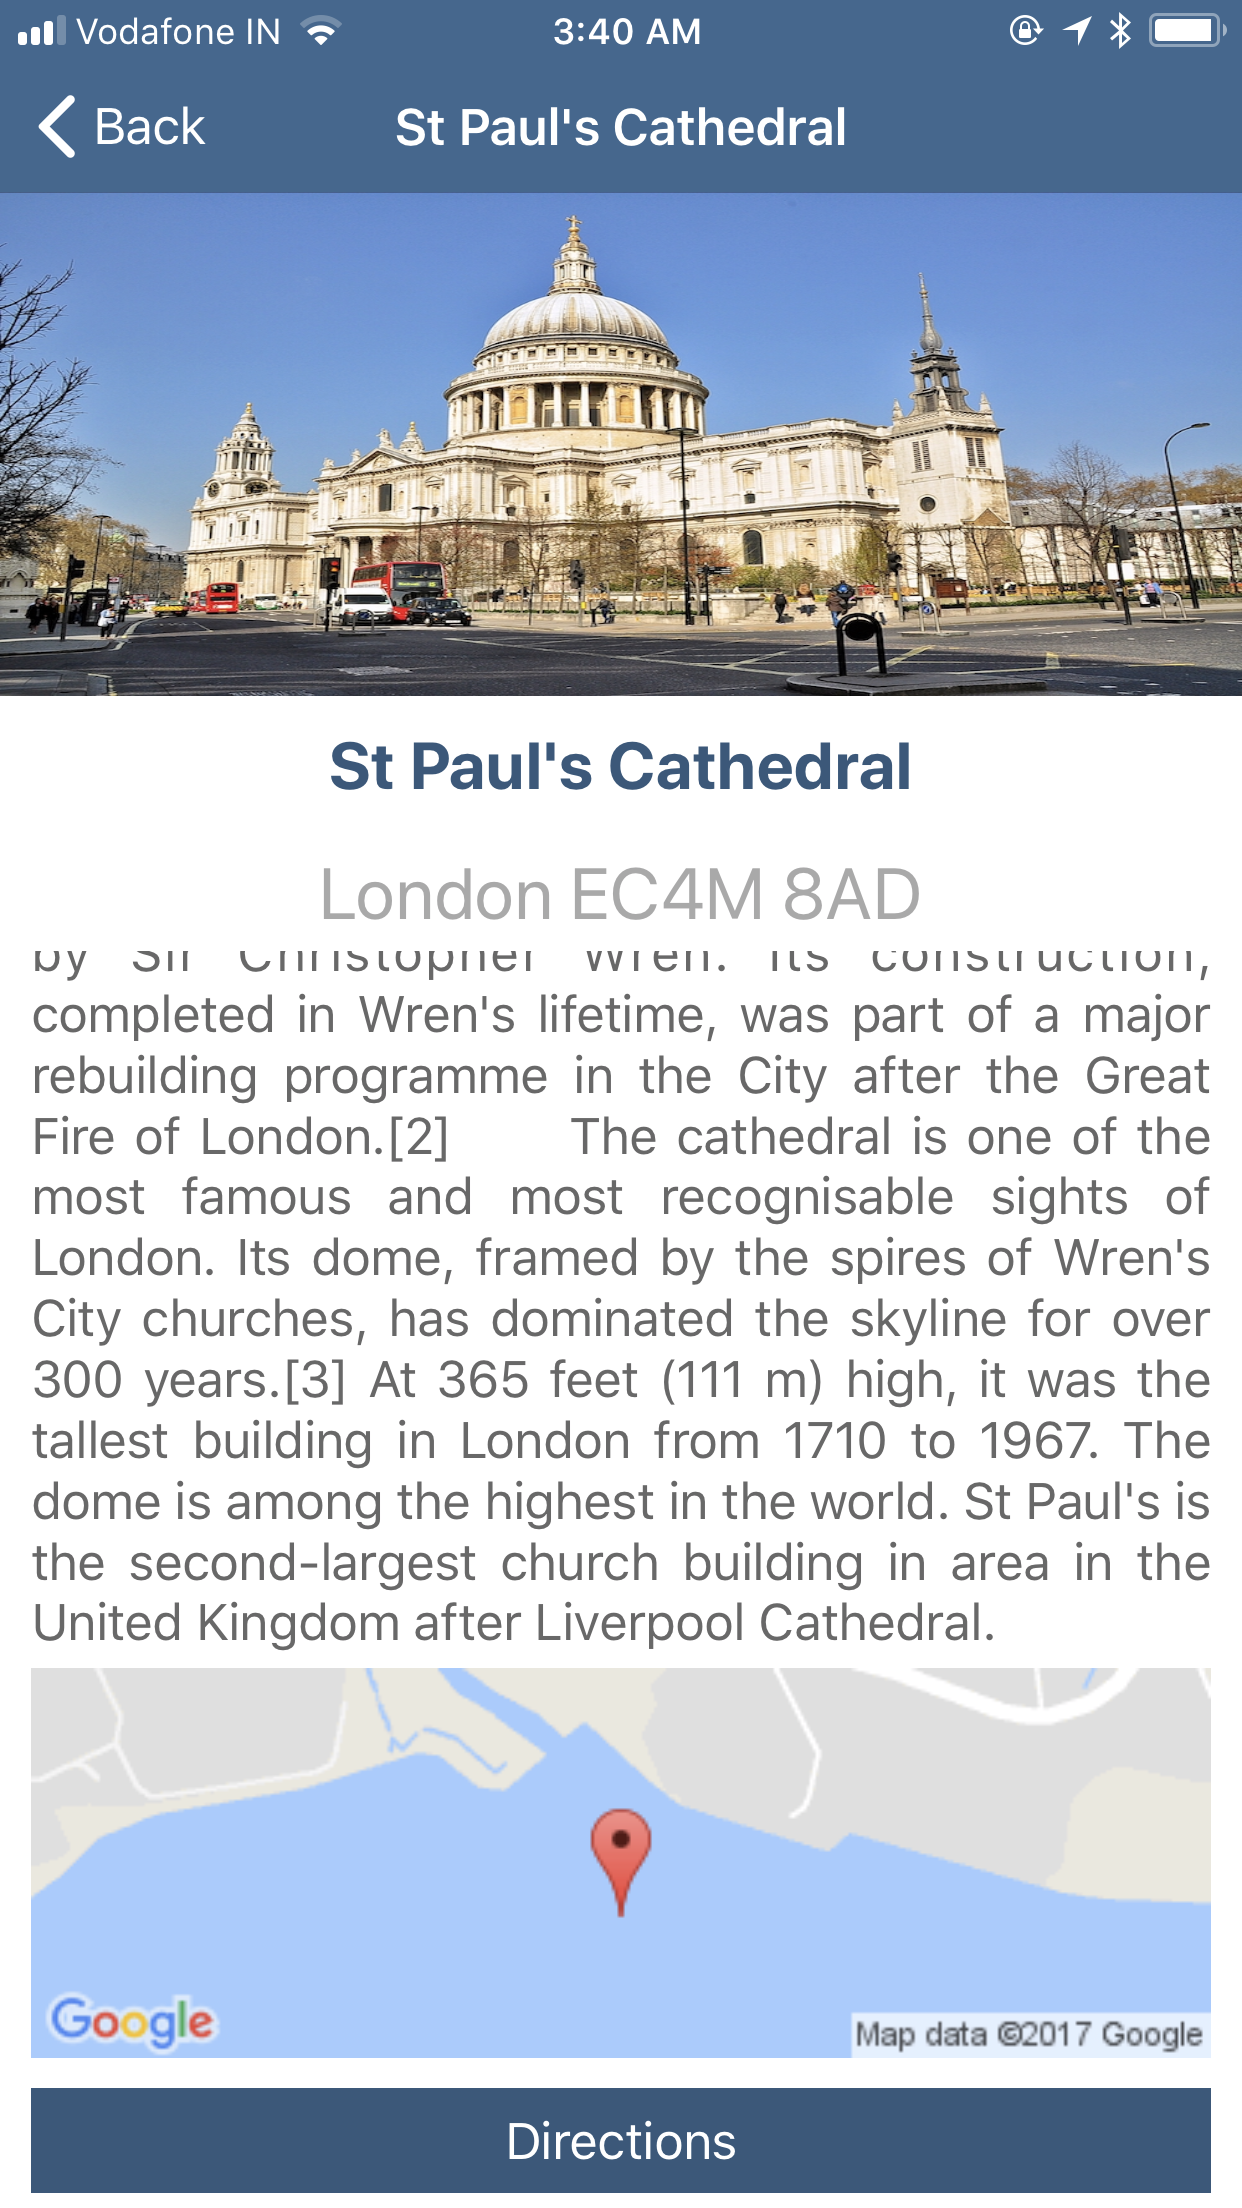 Vodafone IN
3:40 AM
Back
St Paul's Cathedral
St Paul's Cathedral
London EC4M 8AD
by Sir Christopher Wren. Its construction,
completed in Wren's lifetime, was part of a major
rebuilding programme in the City after the Great
Fire of London.[2] The cathedral is one of the
most famous and most recognisable sights of
London. Its dome, framed by the spires of Wren's
City churches, has dominated the skyline for over
300 years.[3] At 365 feet (111 m) high, it was the
tallest building in London from 1710 to 1967. The
dome is among the highest in the world. St Paul's is
the second-largest church building in area in the
United Kingdom after Liverpool Cathedral.
Google
Map data ©2017 Google
Directions